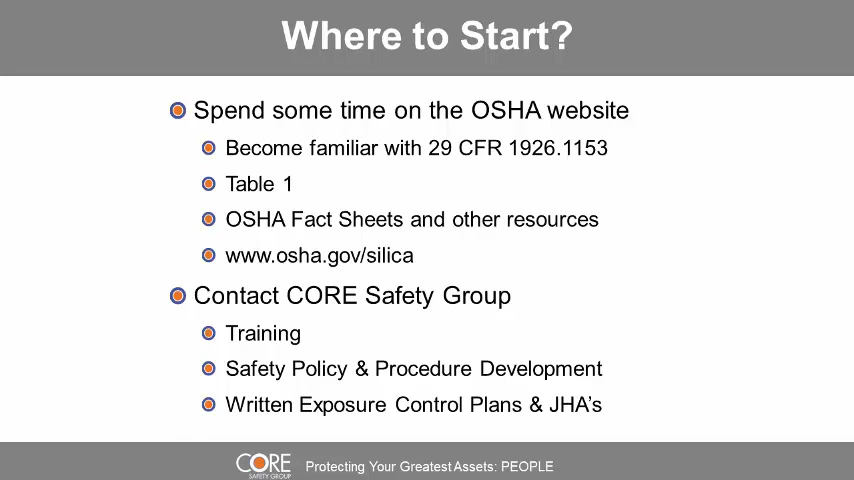 Where to Start?
Spend some time on the OSHA website
Become familiar with 29 CFR 1926.1153
Table 1
OSHA Fact Sheets and other resources
www.osha.gov/silica
Contact CORE Safety Group
Training
Safety Policy & Procedure Development
Written Exposure Control Plans & JHA’s
CORE
SAFETY GROUP
Protecting Your Greatest Assets: PEOPLE